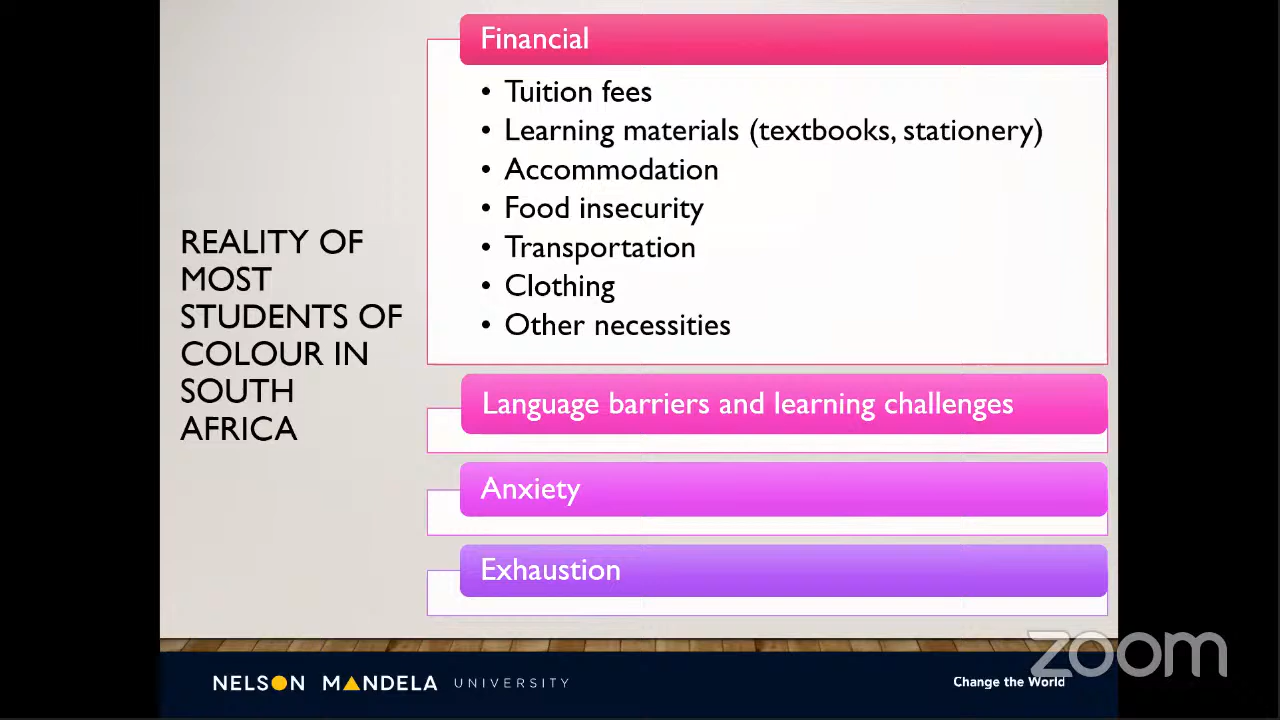 REALITY OF
MOST
STUDENTS OF
COLOUR IN
SOUTH
AFRICA
Financial
• Tuition fees
• Learning materials (textbooks, stationery)
• Accommodation
• Food insecurity
• Transportation
• Clothing
• Other necessities
Language barriers and learning challenges
Anxiety
Exhaustion
NELSON MANDELA UNIVERSITY
Change the World
zoom